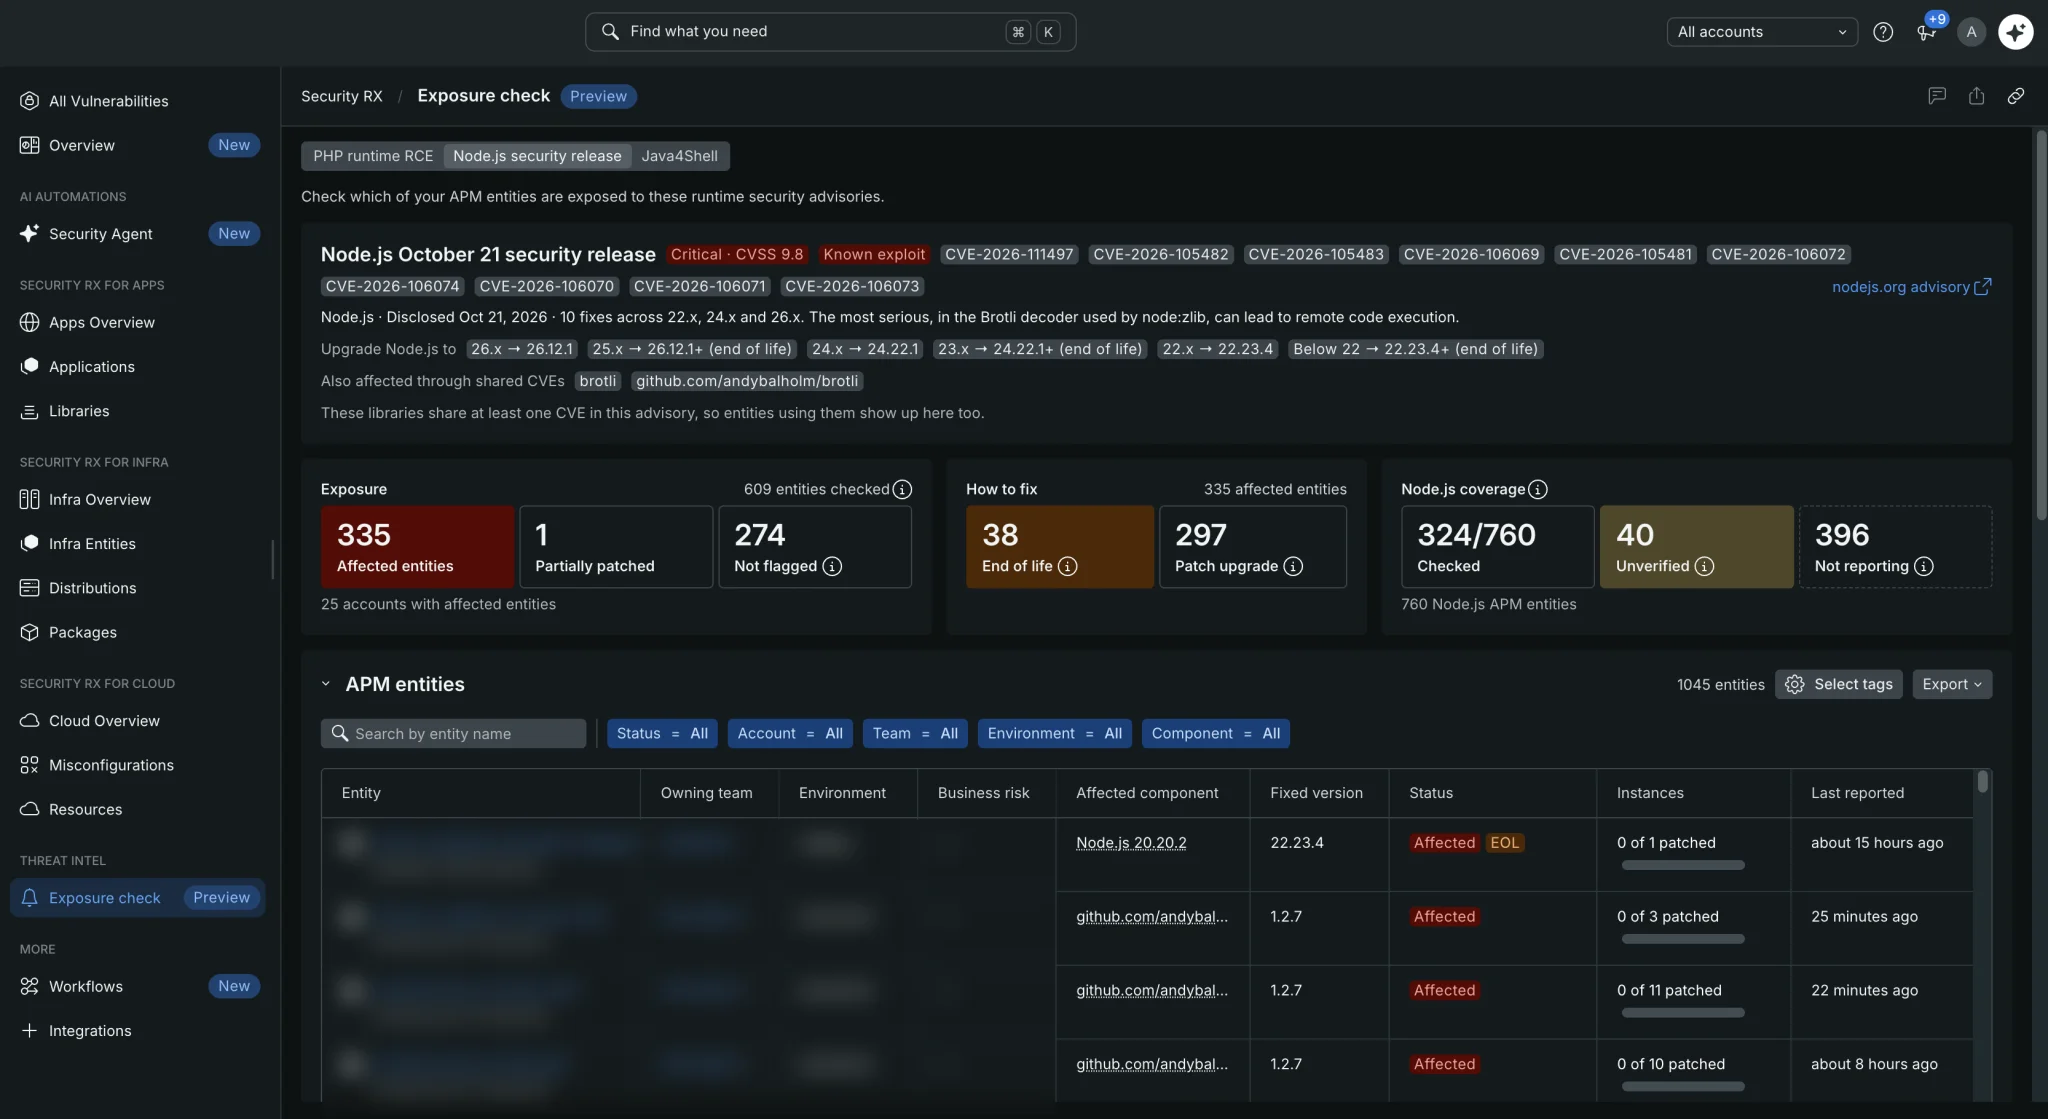 Find what you need
⌘ K
All accounts
+9
A
All Vulnerabilities
Overview New
AI AUTOMATIONS
Security Agent New
SECURITY RX FOR APPS
Apps Overview
Applications
Libraries
SECURITY RX FOR INFRA
Infra Overview
Infra Entities
Distributions
Packages
SECURITY RX FOR CLOUD
Cloud Overview
Misconfigurations
Resources
THREAT INTEL
Exposure check Preview
MORE
Workflows New
Integrations
Security RX / Exposure check Preview
PHP runtime RCE Node.js security release Java4Shell
Check which of your APM entities are exposed to these runtime security advisories.
Node.js October 21 security release Critical · CVSS 9.8 Known exploit CVE-2026-111497 CVE-2026-105482 CVE-2026-105483 CVE-2026-106069 CVE-2026-105481 CVE-2026-106072
CVE-2026-106074 CVE-2026-106070 CVE-2026-106071 CVE-2026-106073
nodejs.org advisory
Node.js · Disclosed Oct 21, 2026 · 10 fixes across 22.x, 24.x and 26.x. The most serious, in the Brotli decoder used by node:zlib, can lead to remote code execution.
Upgrade Node.js to 26.x → 26.12.1 25.x → 26.12.1+ (end of life) 24.x → 24.22.1 23.x → 24.22.1+ (end of life) 22.x → 22.23.4 Below 22 → 22.23.4+ (end of life)
Also affected through shared CVEs brotli github.com/andybalholm/brotli
These libraries share at least one CVE in this advisory, so entities using them show up here too.
Exposure 609 entities checked
335
Affected entities
1
Partially patched
274
Not flagged
25 accounts with affected entities
How to fix 335 affected entities
38
End of life
297
Patch upgrade
Node.js coverage
324/760
Checked
40
Unverified
396
Not reporting
760 Node.js APM entities
APM entities
1045 entities Select tags Export
Search by entity name
Status = All Account = All Team = All Environment = All Component = All
Entity Owning team Environment Business risk Affected component Fixed version Status Instances Last reported
Node.js 20.20.2 22.23.4 Affected EOL 0 of 1 patched about 15 hours ago
github.com/andybal... 1.2.7 Affected 0 of 3 patched 25 minutes ago
github.com/andybal... 1.2.7 Affected 0 of 11 patched 22 minutes ago
github.com/andybal... 1.2.7 Affected 0 of 10 patched about 8 hours ago